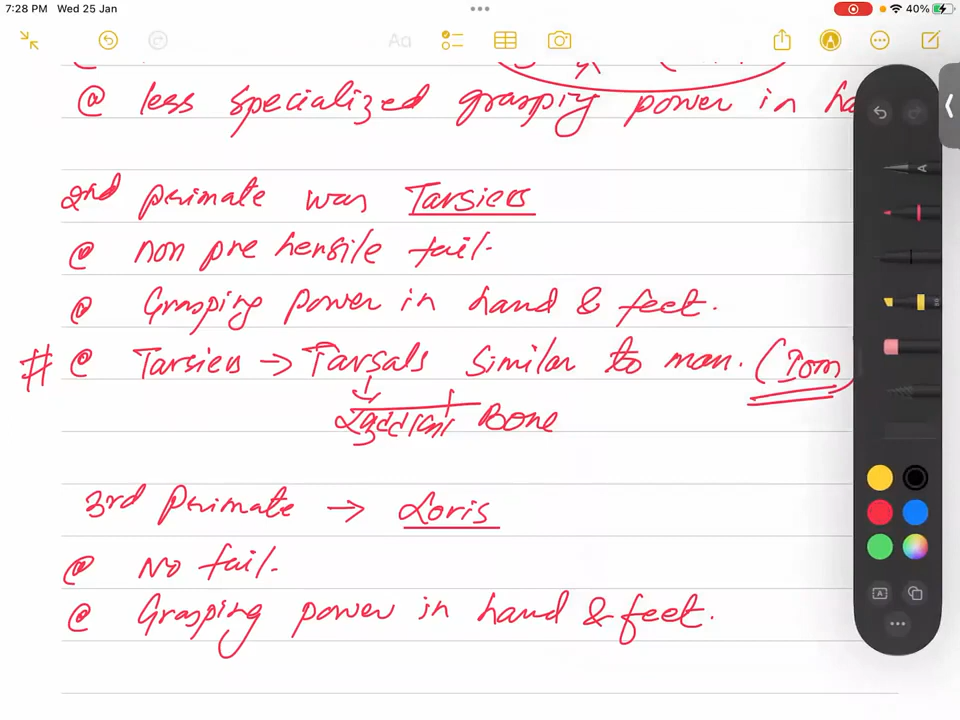 7:28 PM Wed 25 Jan
40%
Aa
@ less specialized grasping power in ha
2nd primate was Tarsiers
@ non prehensile tail.
@ Grasping power in hand & feet.
# @ Tarsiers → Tarsals similar to man. (Iom)
Bone
3rd Primate → Loris
@ No tail.
@ Grasping power in hand & feet.
A